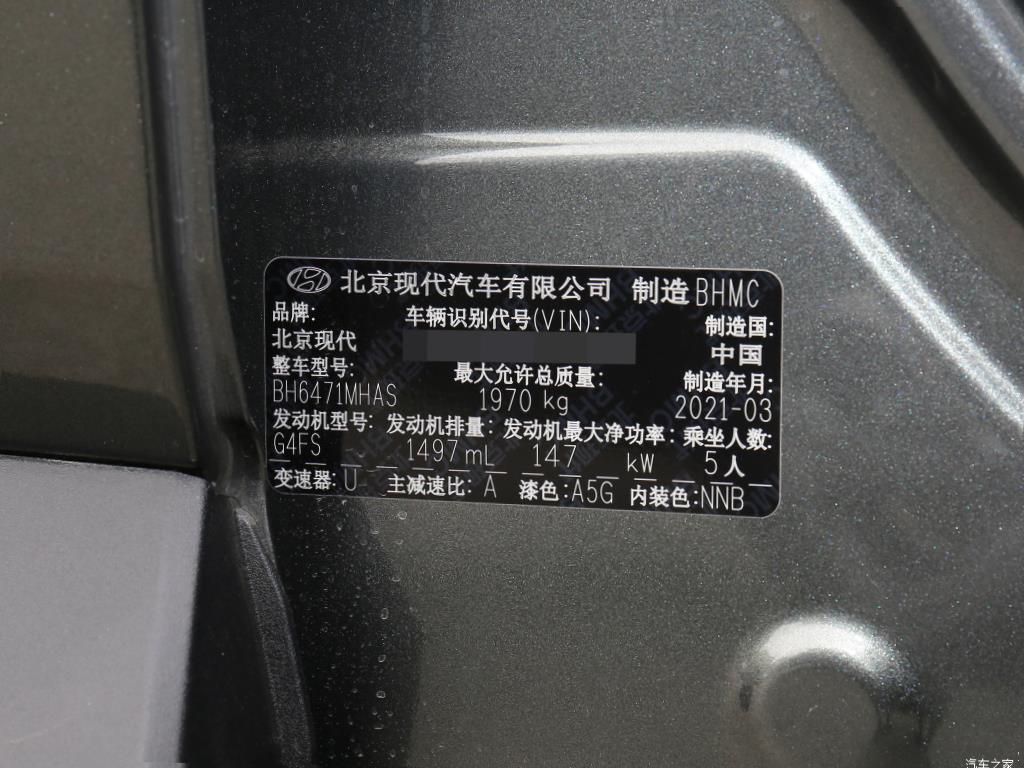 北京现代汽车有限公司 制造 BHMC
品牌: 车辆识别代号(VIN): 制造国:
北京现代 中国
整车型号: 最大允许总质量: 制造年月:
BH6471MHAS 1970 kg 2021-03
发动机型号: 发动机排量: 发动机最大净功率: 乘坐人数:
G4FS 1497 mL 147 kW 5人
变速器: U 主减速比: A 漆色: A5G 内装色: NNB
汽车之家